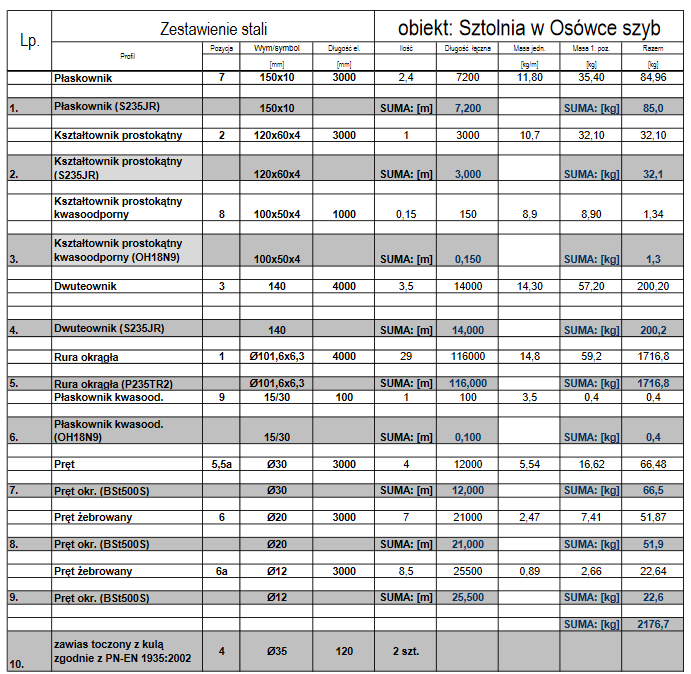 Lp. Zestawienie stali obiekt: Sztolnia w Osówce szyb
Profil Pozycja Wym/symbol Długość el. Ilość Długość łączna Masa jedn. Masa 1. poz. Razem
[mm] [mm] [mm] [kg/m] [kg] [kg]
Płaskownik 7 150x10 3000 2,4 7200 11,80 35,40 84,96
1. Płaskownik (S235JR) 150x10 SUMA: [m] 7,200 SUMA: [kg] 85,0
Kształtownik prostokątny 2 120x60x4 3000 1 3000 10,7 32,10 32,10
Kształtownik prostokątny
2. (S235JR) 120x60x4 SUMA: [m] 3,000 SUMA: [kg] 32,1
Kształtownik prostokątny
kwasoodporny 8 100x50x4 1000 0,15 150 8,9 8,90 1,34
Kształtownik prostokątny
3. kwasoodporny (OH18N9) 100x50x4 SUMA: [m] 0,150 SUMA: [kg] 1,3
Dwuteownik 3 140 4000 3,5 14000 14,30 57,20 200,20
4. Dwuteownik (S235JR) 140 SUMA: [m] 14,000 SUMA: [kg] 200,2
Rura okrągła 1 Ø101,6x6,3 4000 29 116000 14,8 59,2 1716,8
5. Rura okrągła (P235TR2) Ø101,6x6,3 SUMA: [m] 116,000 SUMA: [kg] 1716,8
Płaskownik kwasood. 9 15/30 100 1 100 3,5 0,4 0,4
Płaskownik kwasood.
6. (OH18N9) 15/30 SUMA: [m] 0,100 SUMA: [kg] 0,4
Pręt 5,5a Ø30 3000 4 12000 5,54 16,62 66,48
7. Pręt okr. (BSt500S) Ø30 SUMA: [m] 12,000 SUMA: [kg] 66,5
Pręt żebrowany 6 Ø20 3000 7 21000 2,47 7,41 51,87
8. Pręt okr. (BSt500S) Ø20 SUMA: [m] 21,000 SUMA: [kg] 51,9
Pręt żebrowany 6a Ø12 3000 8,5 25500 0,89 2,66 22,64
9. Pręt okr. (BSt500S) Ø12 SUMA: [m] 25,500 SUMA: [kg] 22,6
SUMA: [kg] 2176,7
zawias toczony z kulą
10. zgodnie z PN-EN 1935:2002 4 Ø35 120 2 szt.